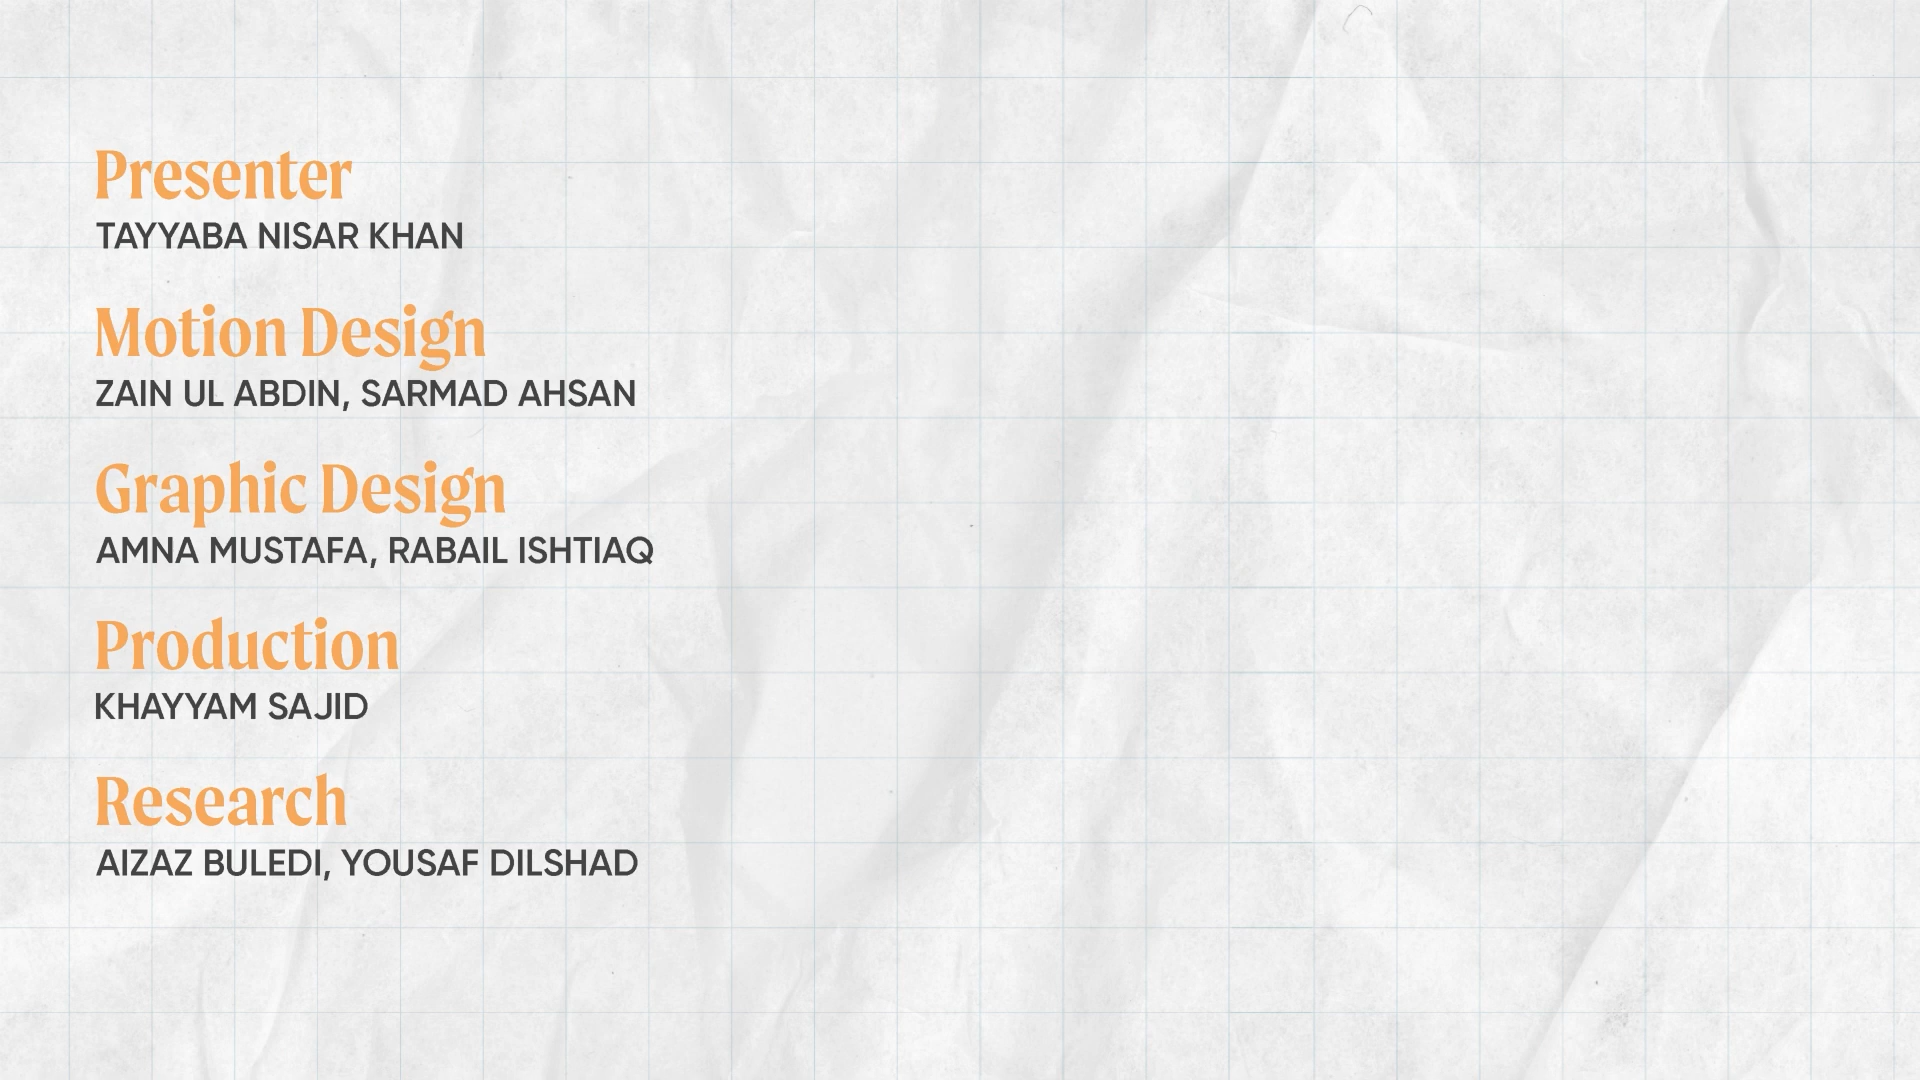 Presenter
TAYYABA NISAR KHAN
Motion Design
ZAIN UL ABDIN, SARMAD AHSAN
Graphic Design
AMNA MUSTAFA, RABAIL ISHTIAQ
Production
KHAYYAM SAJID
Research
AIZAZ BULEDI, YOUSAF DILSHAD